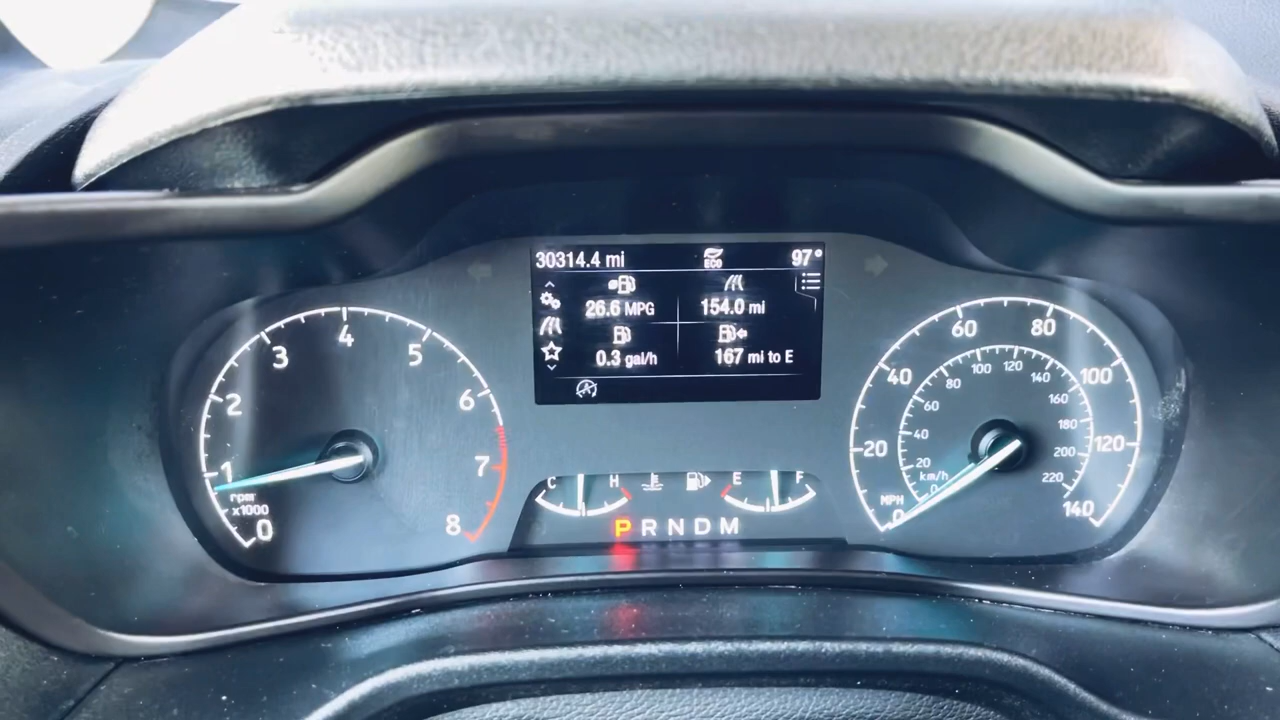 30314.4 mi ECO 97°
26.6 MPG 154.0 mi
0.3 gal/h 167 mi to E
0 1 2 3 4 5 6 7 8
rpm
x1000
C H E F
P R N D M
0 20 40 60 80 100 120 140
MPH
0 20 40 60 80 100 120 140 160 180 200 220
km/h